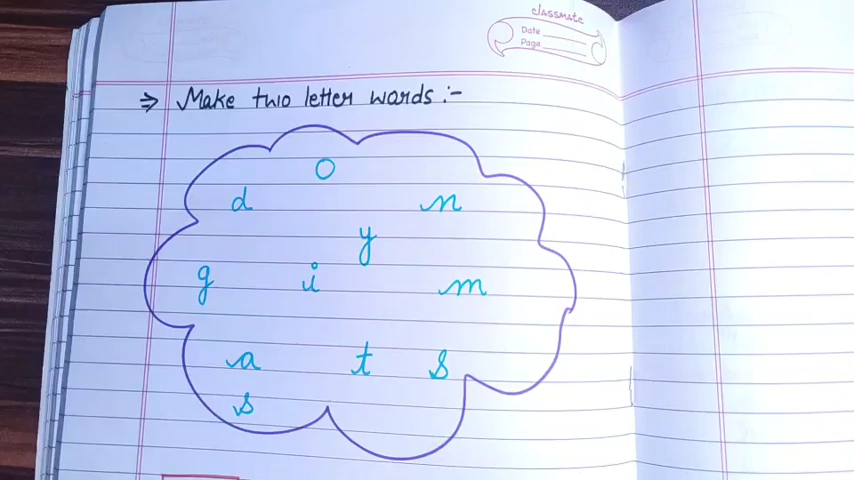 classmate
Date
Page
⇒ Make two letter words :-
o
d n
y
g i m
a t s
s